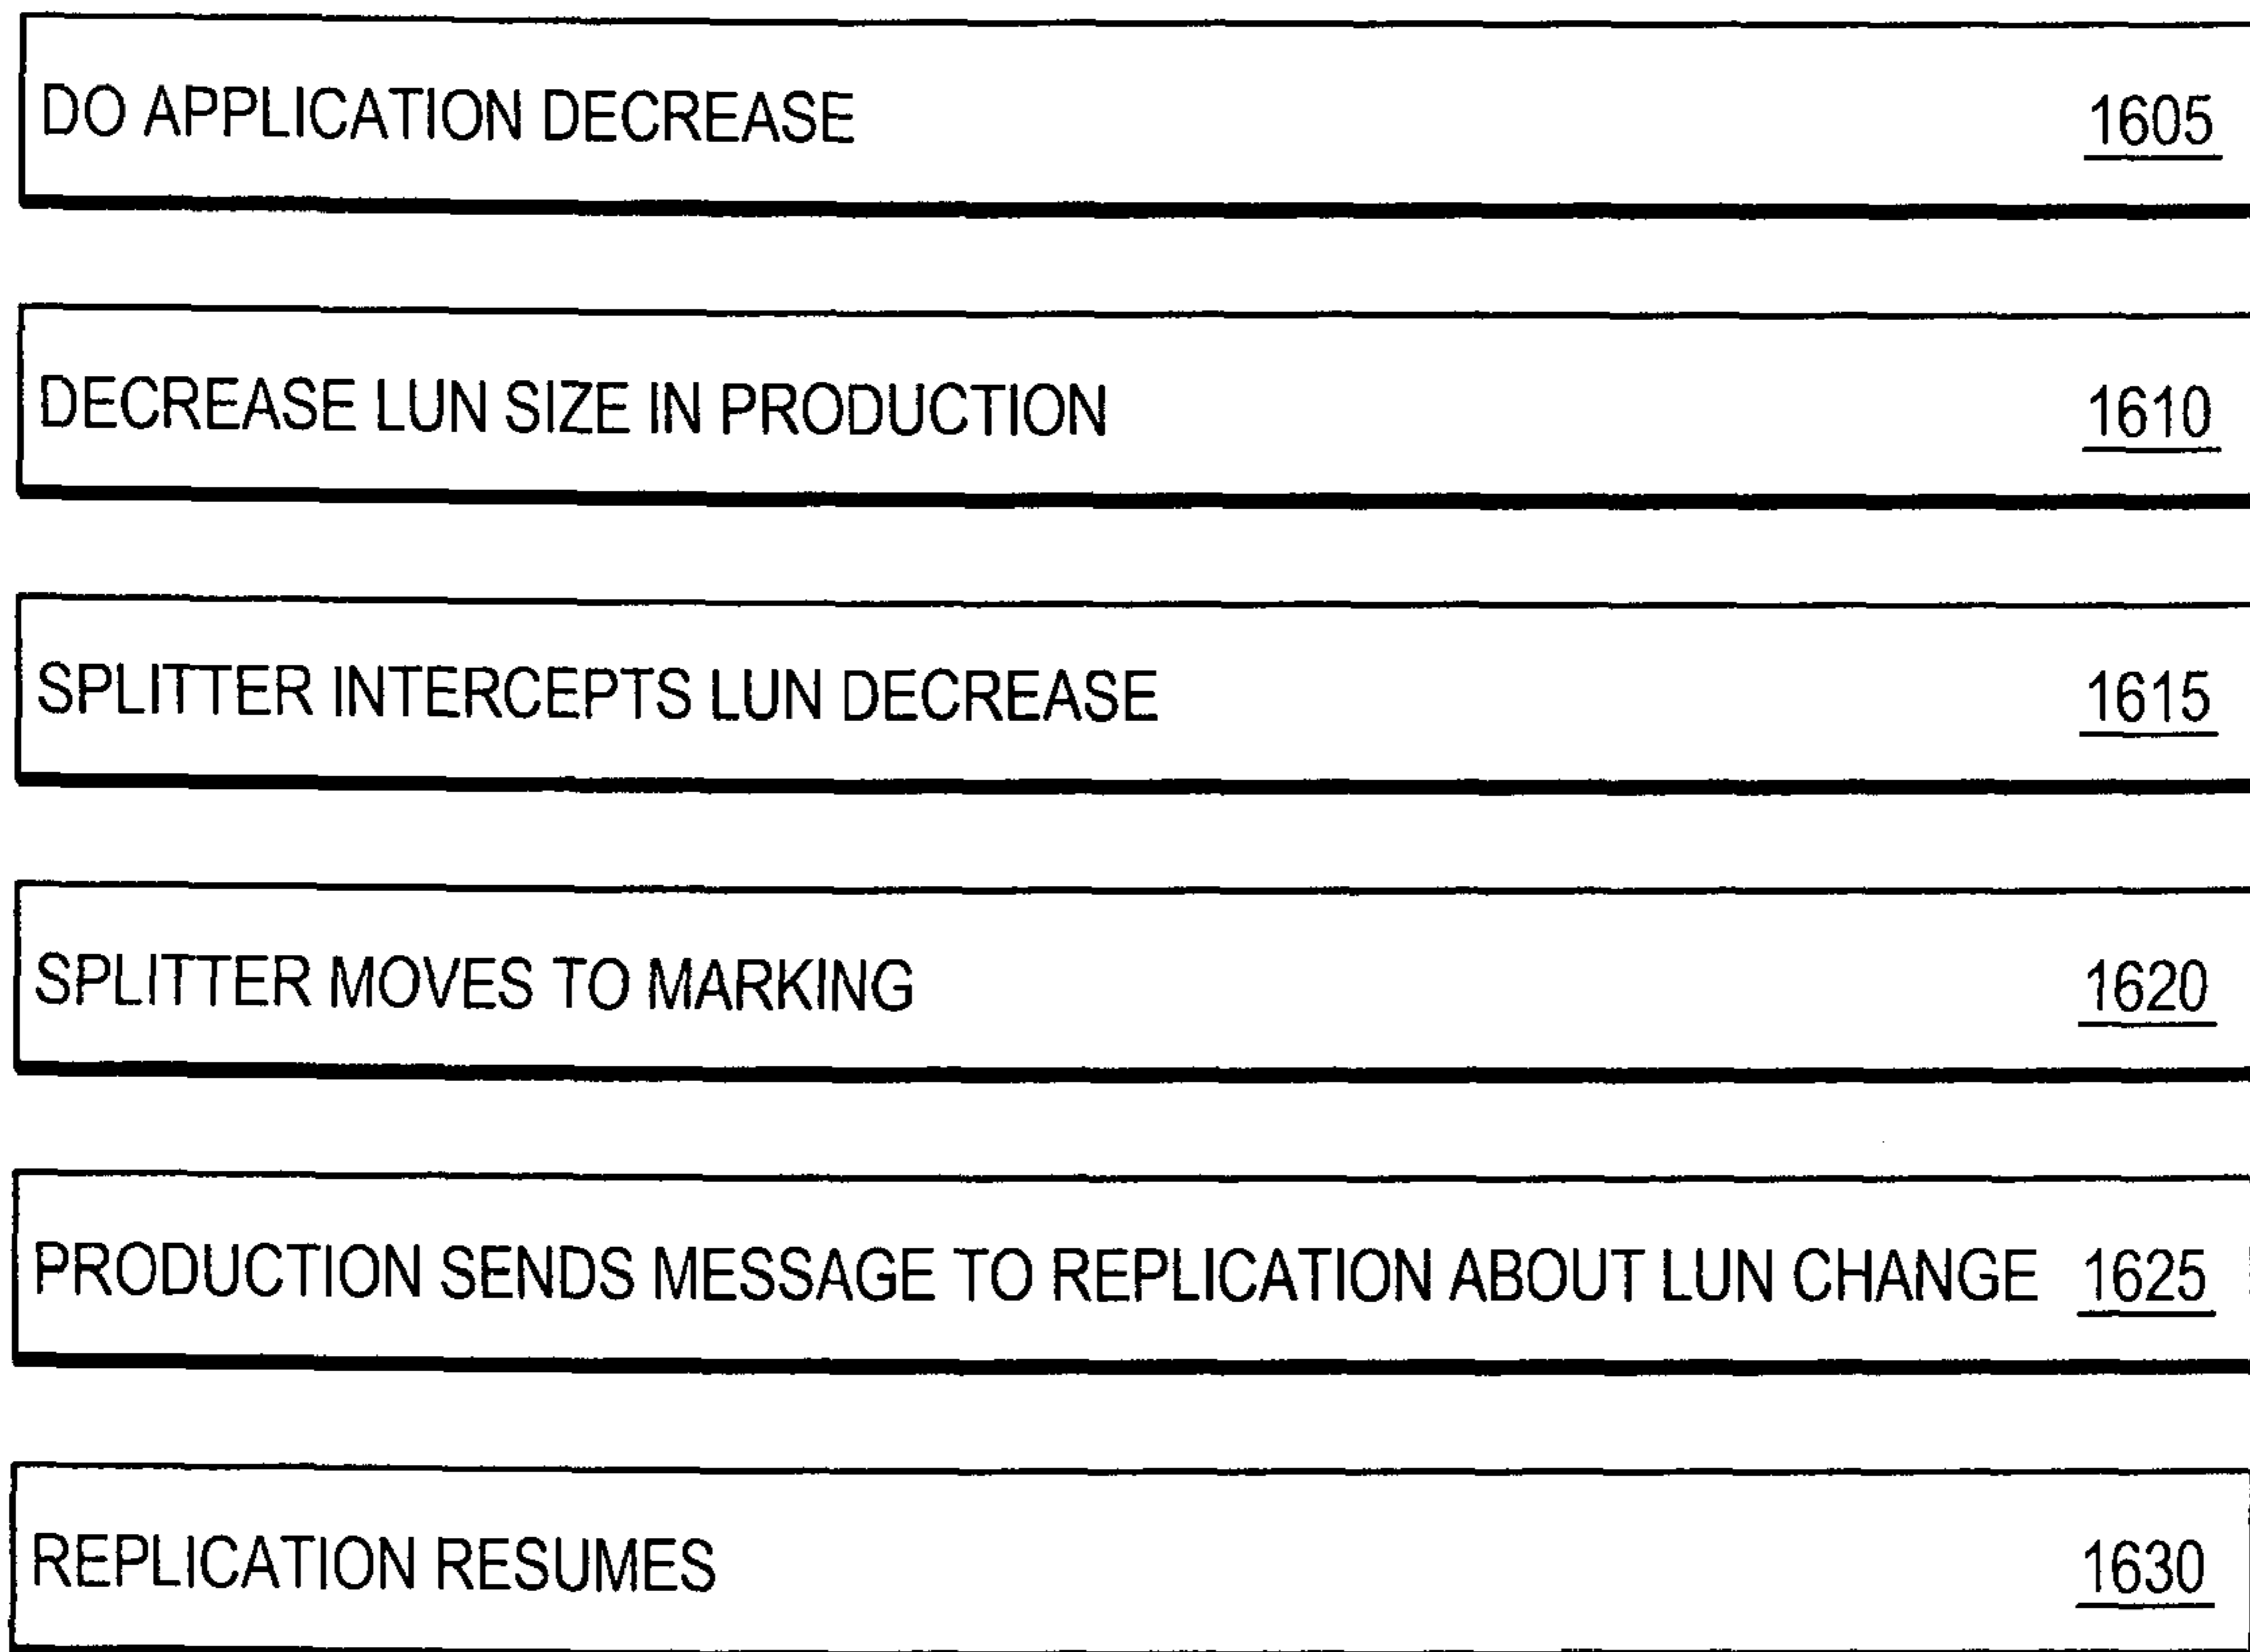 DO APPLICATION DECREASE 1605
DECREASE LUN SIZE IN PRODUCTION 1610
SPLITTER INTERCEPTS LUN DECREASE 1615
SPLITTER MOVES TO MARKING 1620
PRODUCTION SENDS MESSAGE TO REPLICATION ABOUT LUN CHANGE 1625
REPLICATION RESUMES 1630